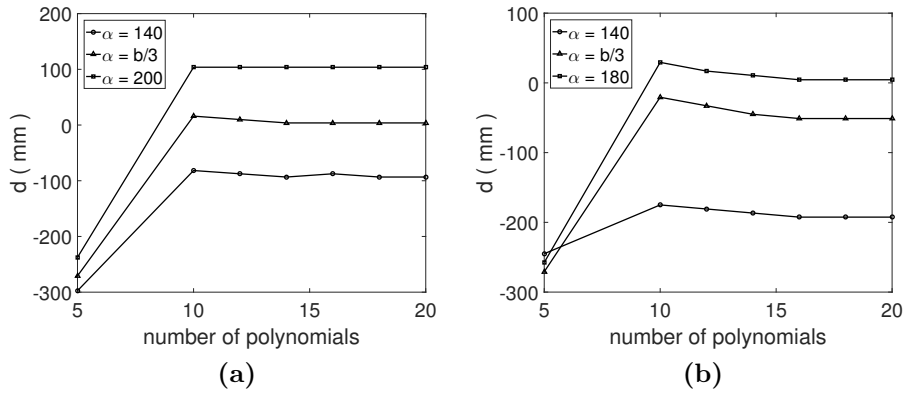 200
100
0
-100
-200
-300
d ( mm )
α = 140
α = b/3
α = 200
5
10
15
20
number of polynomials
(a)
100
0
-100
-200
-300
d ( mm )
α = 140
α = b/3
α = 180
5
10
15
20
number of polynomials
(b)